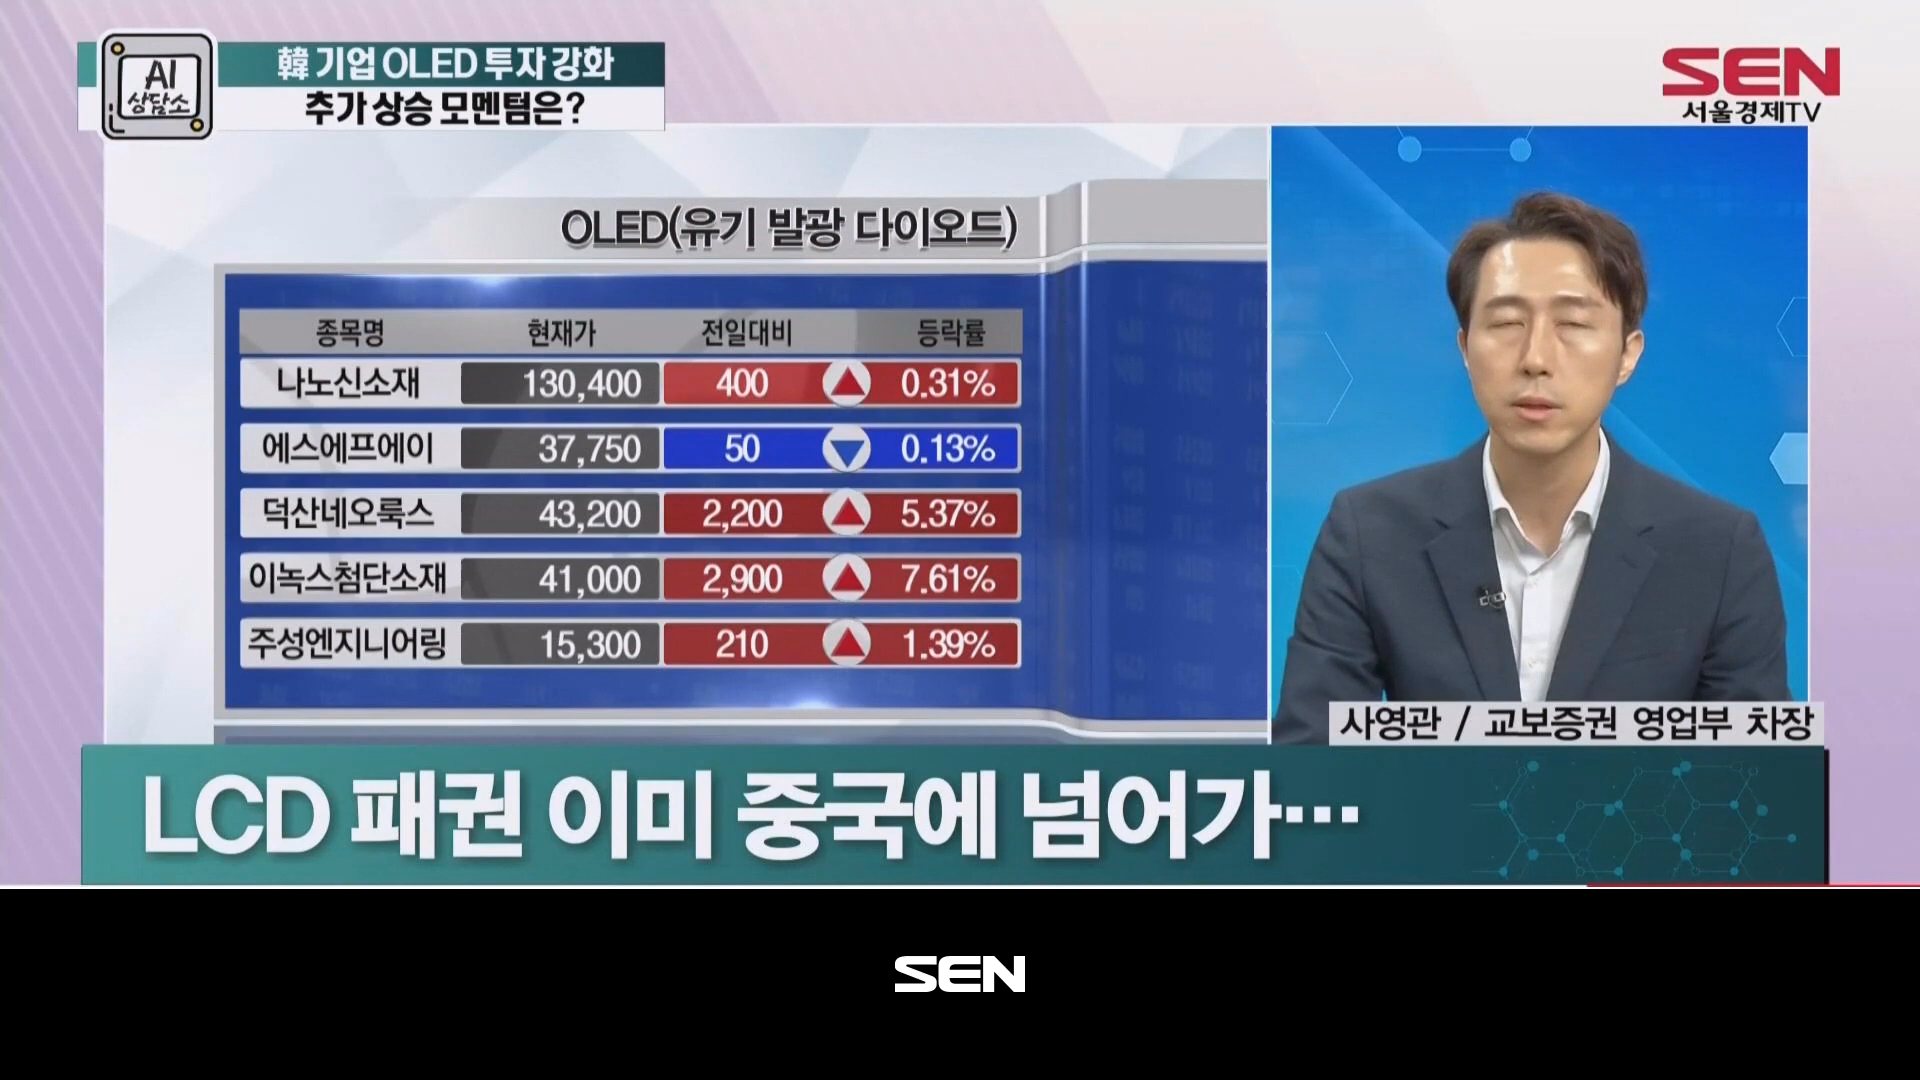 AI
상담소
韓 기업 OLED 투자 강화
추가 상승 모멘텀은?
SEN
서울경제TV
OLED(유기 발광 다이오드)
종목명 현재가 전일대비 등락률
나노신소재 130,400 400 ▲ 0.31%
에스에프에이 37,750 50 ▼ 0.13%
덕산네오룩스 43,200 2,200 ▲ 5.37%
이녹스첨단소재 41,000 2,900 ▲ 7.61%
주성엔지니어링 15,300 210 ▲ 1.39%
사영관 / 교보증권 영업부 차장
LCD 패권 이미 중국에 넘어가…
SEN